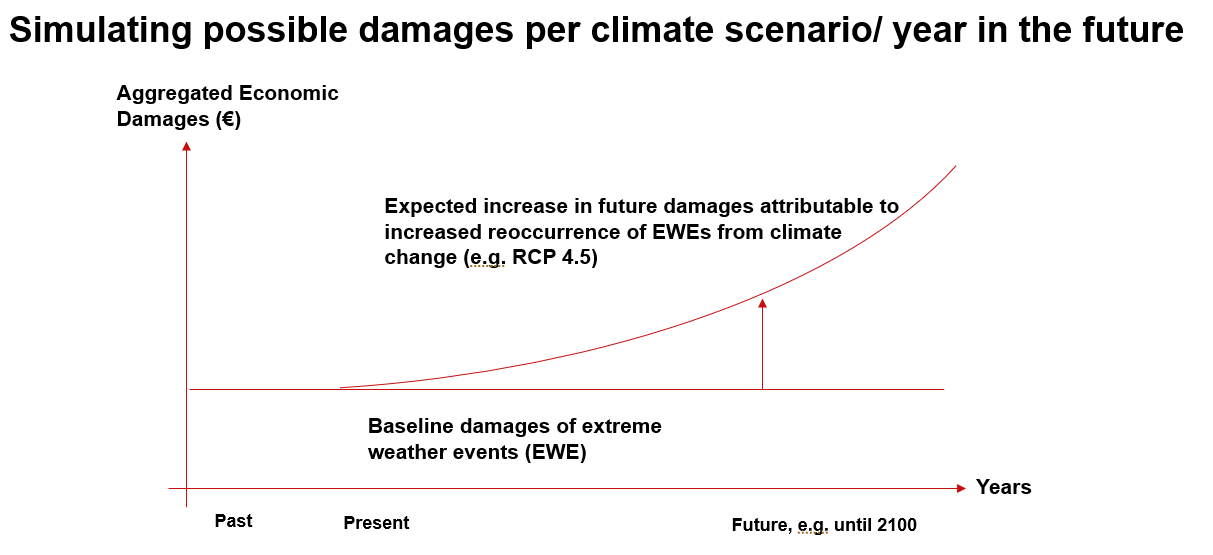 Simulating possible damages per climate scenario/ year in the future
Aggregated Economic
Damages (€)
Expected increase in future damages attributable to
increased reoccurrence of EWEs from climate
change (e.g. RCP 4.5)
Baseline damages of extreme
weather events (EWE)
Years
Past
Present
Future, e.g. until 2100